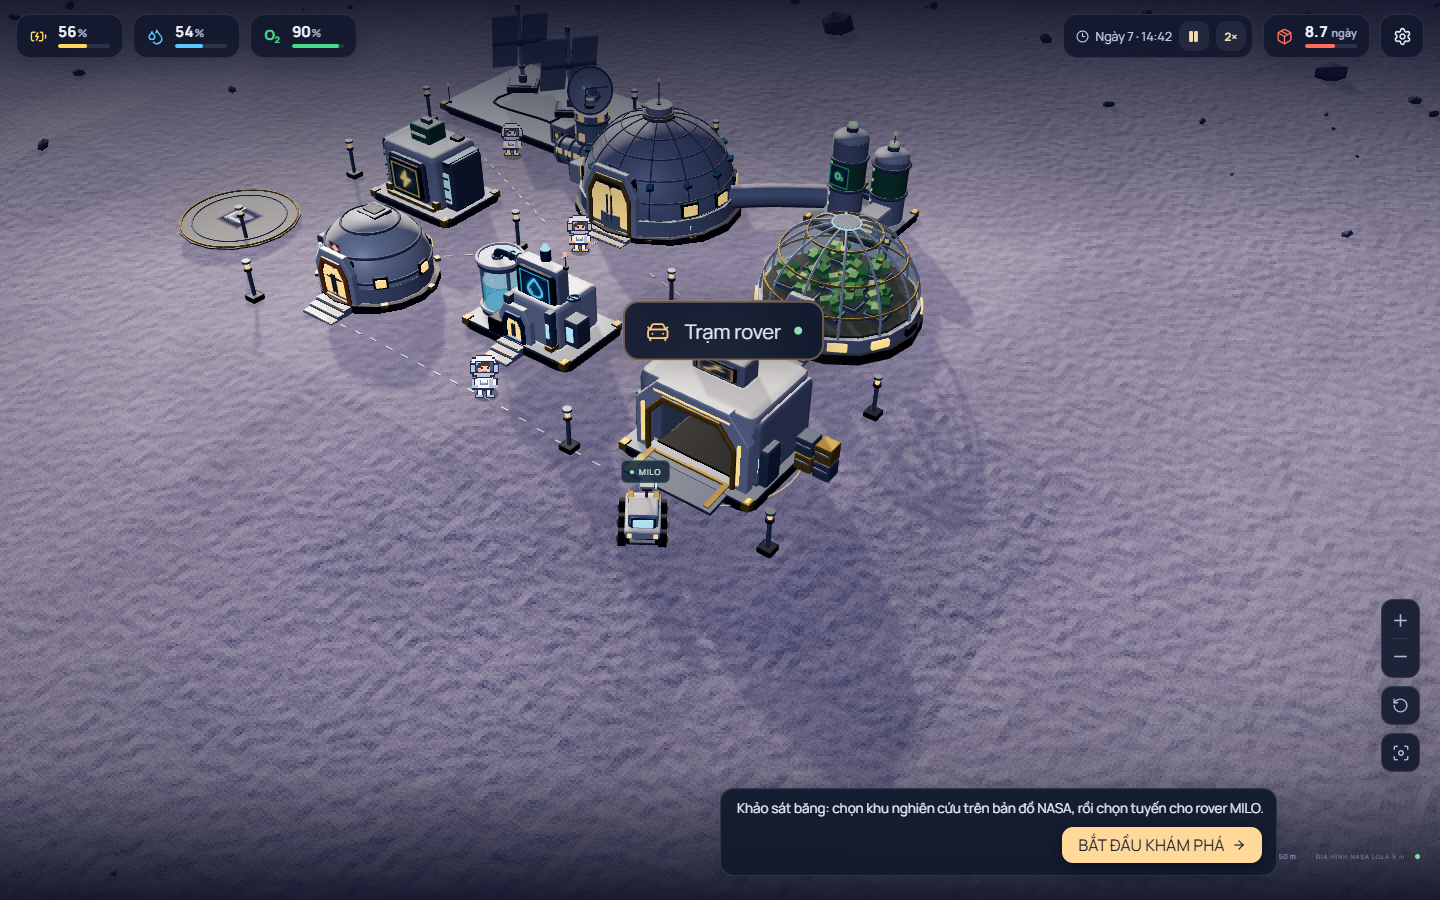 56%
54%
O₂ 90%
Ngày 7 · 14:42
2×
8.7 ngày
Trạm rover
MILO
Khảo sát băng: chọn khu nghiên cứu trên bản đồ NASA, rồi chọn tuyến cho rover MILO.
BẮT ĐẦU KHÁM PHÁ →
50 m
ĐỊA HÌNH NASA LOLA 5 m